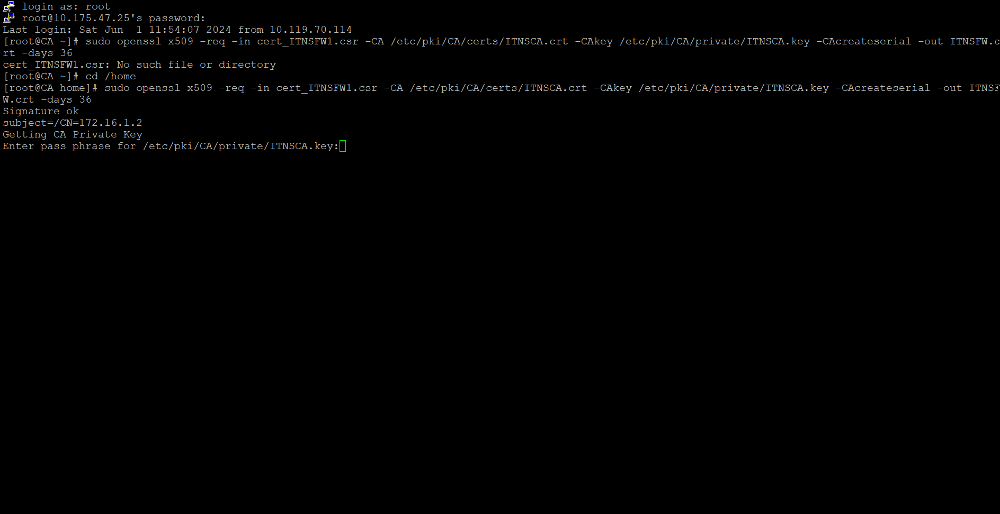 login as: root
root@10.175.47.25's password:
Last login: Sat Jun  1 11:54:07 2024 from 10.119.70.114
[root@CA ~]# sudo openssl x509 -req -in cert_ITNSFW1.csr -CA /etc/pki/CA/certs/ITNSCA.crt -CAkey /etc/pki/CA/private/ITNSCA.key -CAcreateserial -out ITNSFW.c
rt -days 36
cert_ITNSFW1.csr: No such file or directory
[root@CA ~]# cd /home
[root@CA home]# sudo openssl x509 -req -in cert_ITNSFW1.csr -CA /etc/pki/CA/certs/ITNSCA.crt -CAkey /etc/pki/CA/private/ITNSCA.key -CAcreateserial -out ITNSF
W.crt -days 36
Signature ok
subject=/CN=172.16.1.2
Getting CA Private Key
Enter pass phrase for /etc/pki/CA/private/ITNSCA.key: